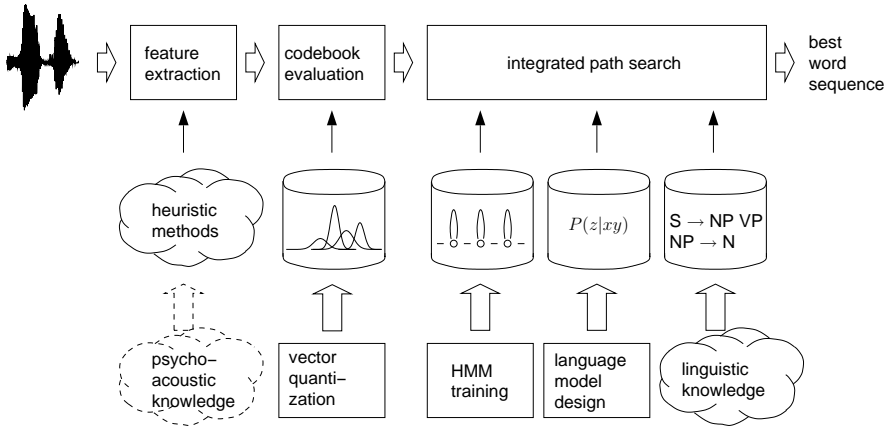 feature
extraction
codebook
evaluation
integrated path search
best
word
sequence
heuristic
methods
P(z|xy)
S → NP VP
NP → N
psycho−
acoustic
knowledge
vector
quanti−
zation
HMM
training
language
model
design
linguistic
knowledge